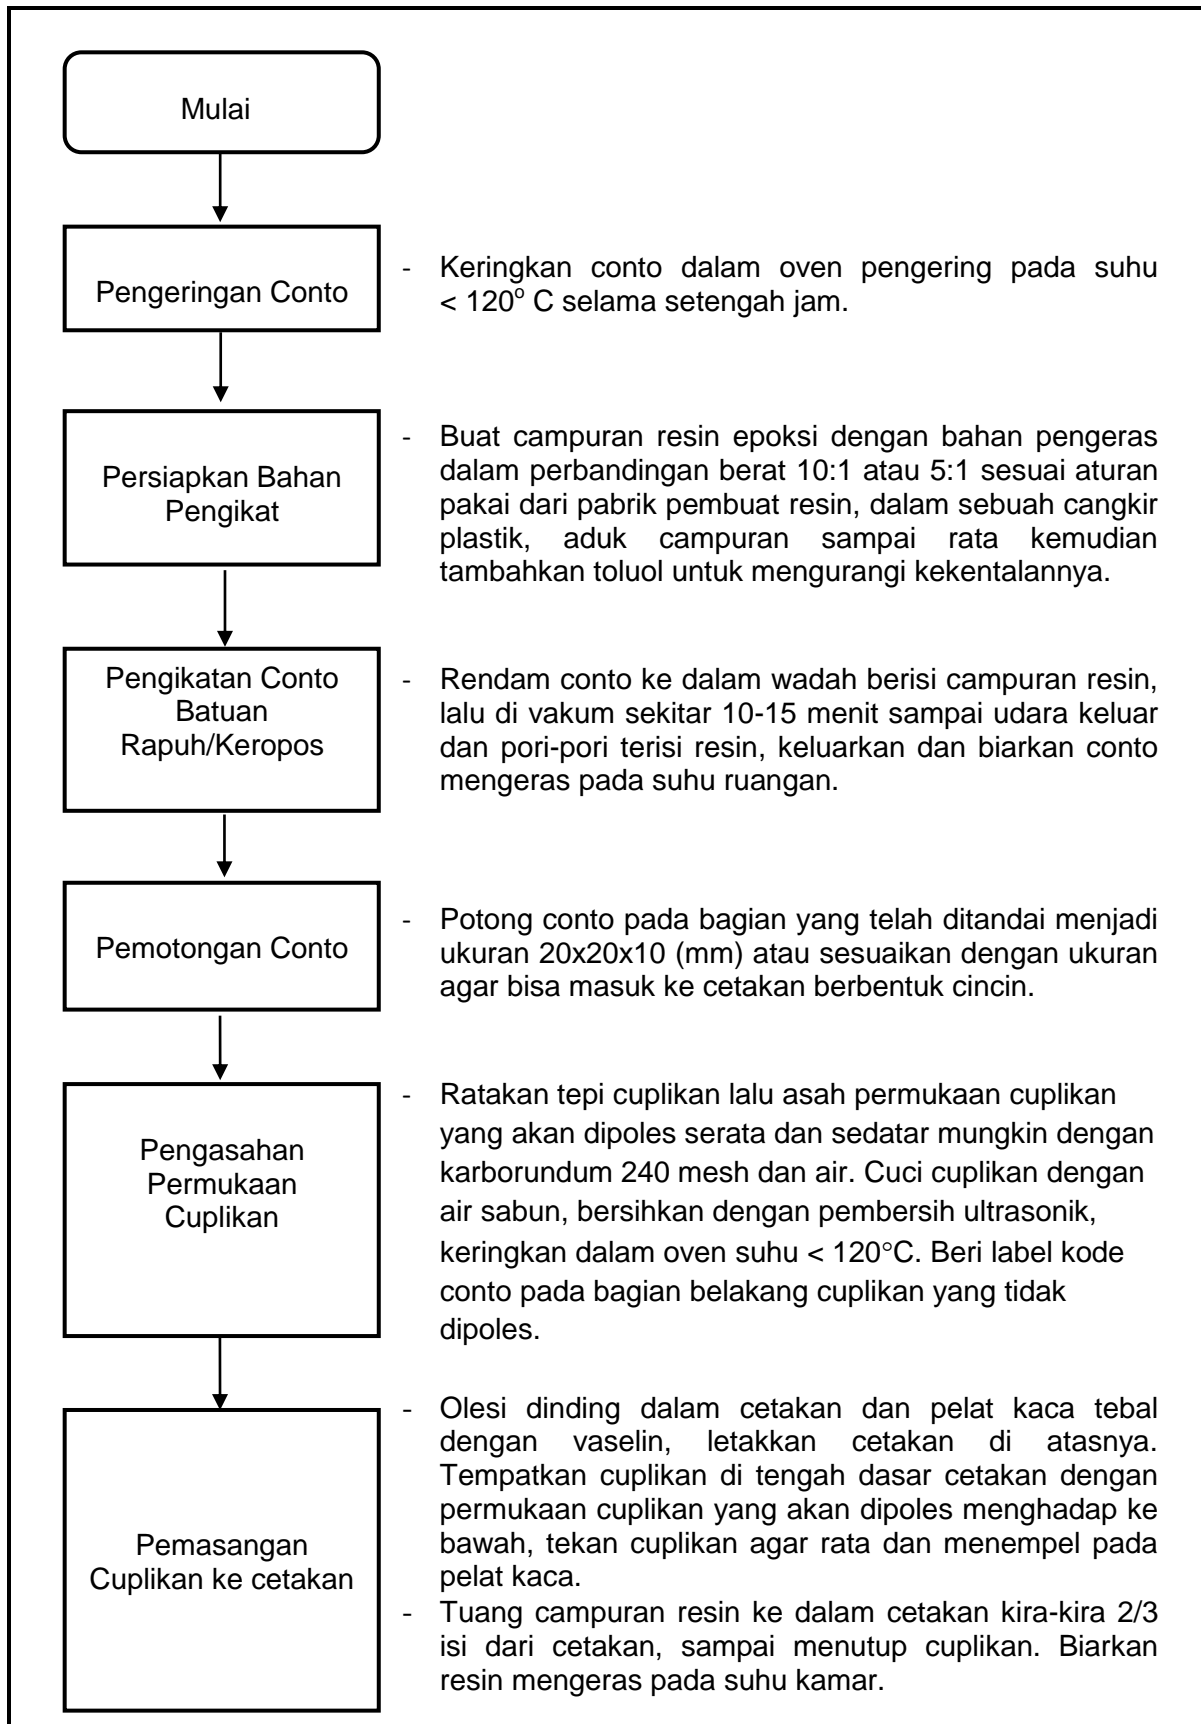 Mulai
Pengeringan Conto
- Keringkan conto dalam oven pengering pada suhu
< 120° C selama setengah jam.
Persiapkan Bahan
Pengikat
- Buat campuran resin epoksi dengan bahan pengeras
dalam perbandingan berat 10:1 atau 5:1 sesuai aturan
pakai dari pabrik pembuat resin, dalam sebuah cangkir
plastik, aduk campuran sampai rata kemudian
tambahkan toluol untuk mengurangi kekentalannya.
Pengikatan Conto
Batuan
Rapuh/Keropos
- Rendam conto ke dalam wadah berisi campuran resin,
lalu di vakum sekitar 10-15 menit sampai udara keluar
dan pori-pori terisi resin, keluarkan dan biarkan conto
mengeras pada suhu ruangan.
Pemotongan Conto
- Potong conto pada bagian yang telah ditandai menjadi
ukuran 20x20x10 (mm) atau sesuaikan dengan ukuran
agar bisa masuk ke cetakan berbentuk cincin.
Pengasahan
Permukaan
Cuplikan
- Ratakan tepi cuplikan lalu asah permukaan cuplikan
yang akan dipoles serata dan sedatar mungkin dengan
karborundum 240 mesh dan air. Cuci cuplikan dengan
air sabun, bersihkan dengan pembersih ultrasonik,
keringkan dalam oven suhu < 120°C. Beri label kode
conto pada bagian belakang cuplikan yang tidak
dipoles.
Pemasangan
Cuplikan ke cetakan
- Olesi dinding dalam cetakan dan pelat kaca tebal
dengan vaselin, letakkan cetakan di atasnya.
Tempatkan cuplikan di tengah dasar cetakan dengan
permukaan cuplikan yang akan dipoles menghadap ke
bawah, tekan cuplikan agar rata dan menempel pada
pelat kaca.
- Tuang campuran resin ke dalam cetakan kira-kira 2/3
isi dari cetakan, sampai menutup cuplikan. Biarkan
resin mengeras pada suhu kamar.